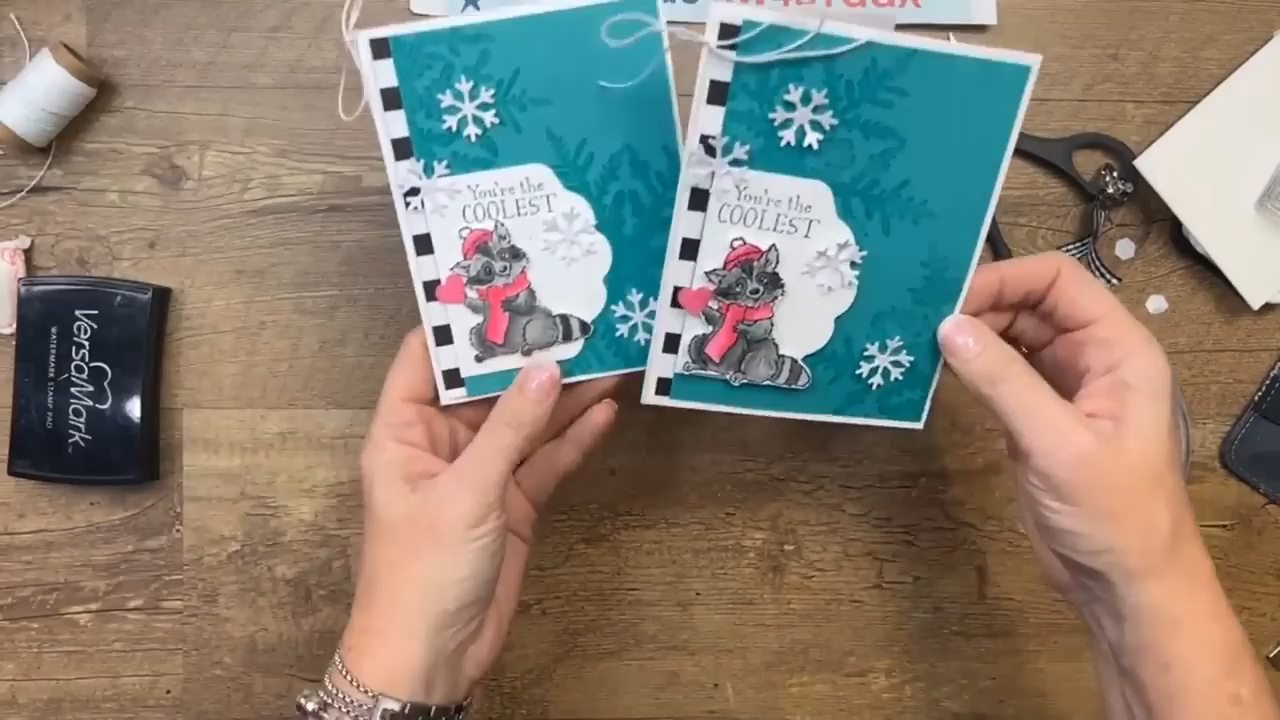 You're the
COOLEST
You're the
COOLEST
VersaMark
WATERMARK STAMP PAD